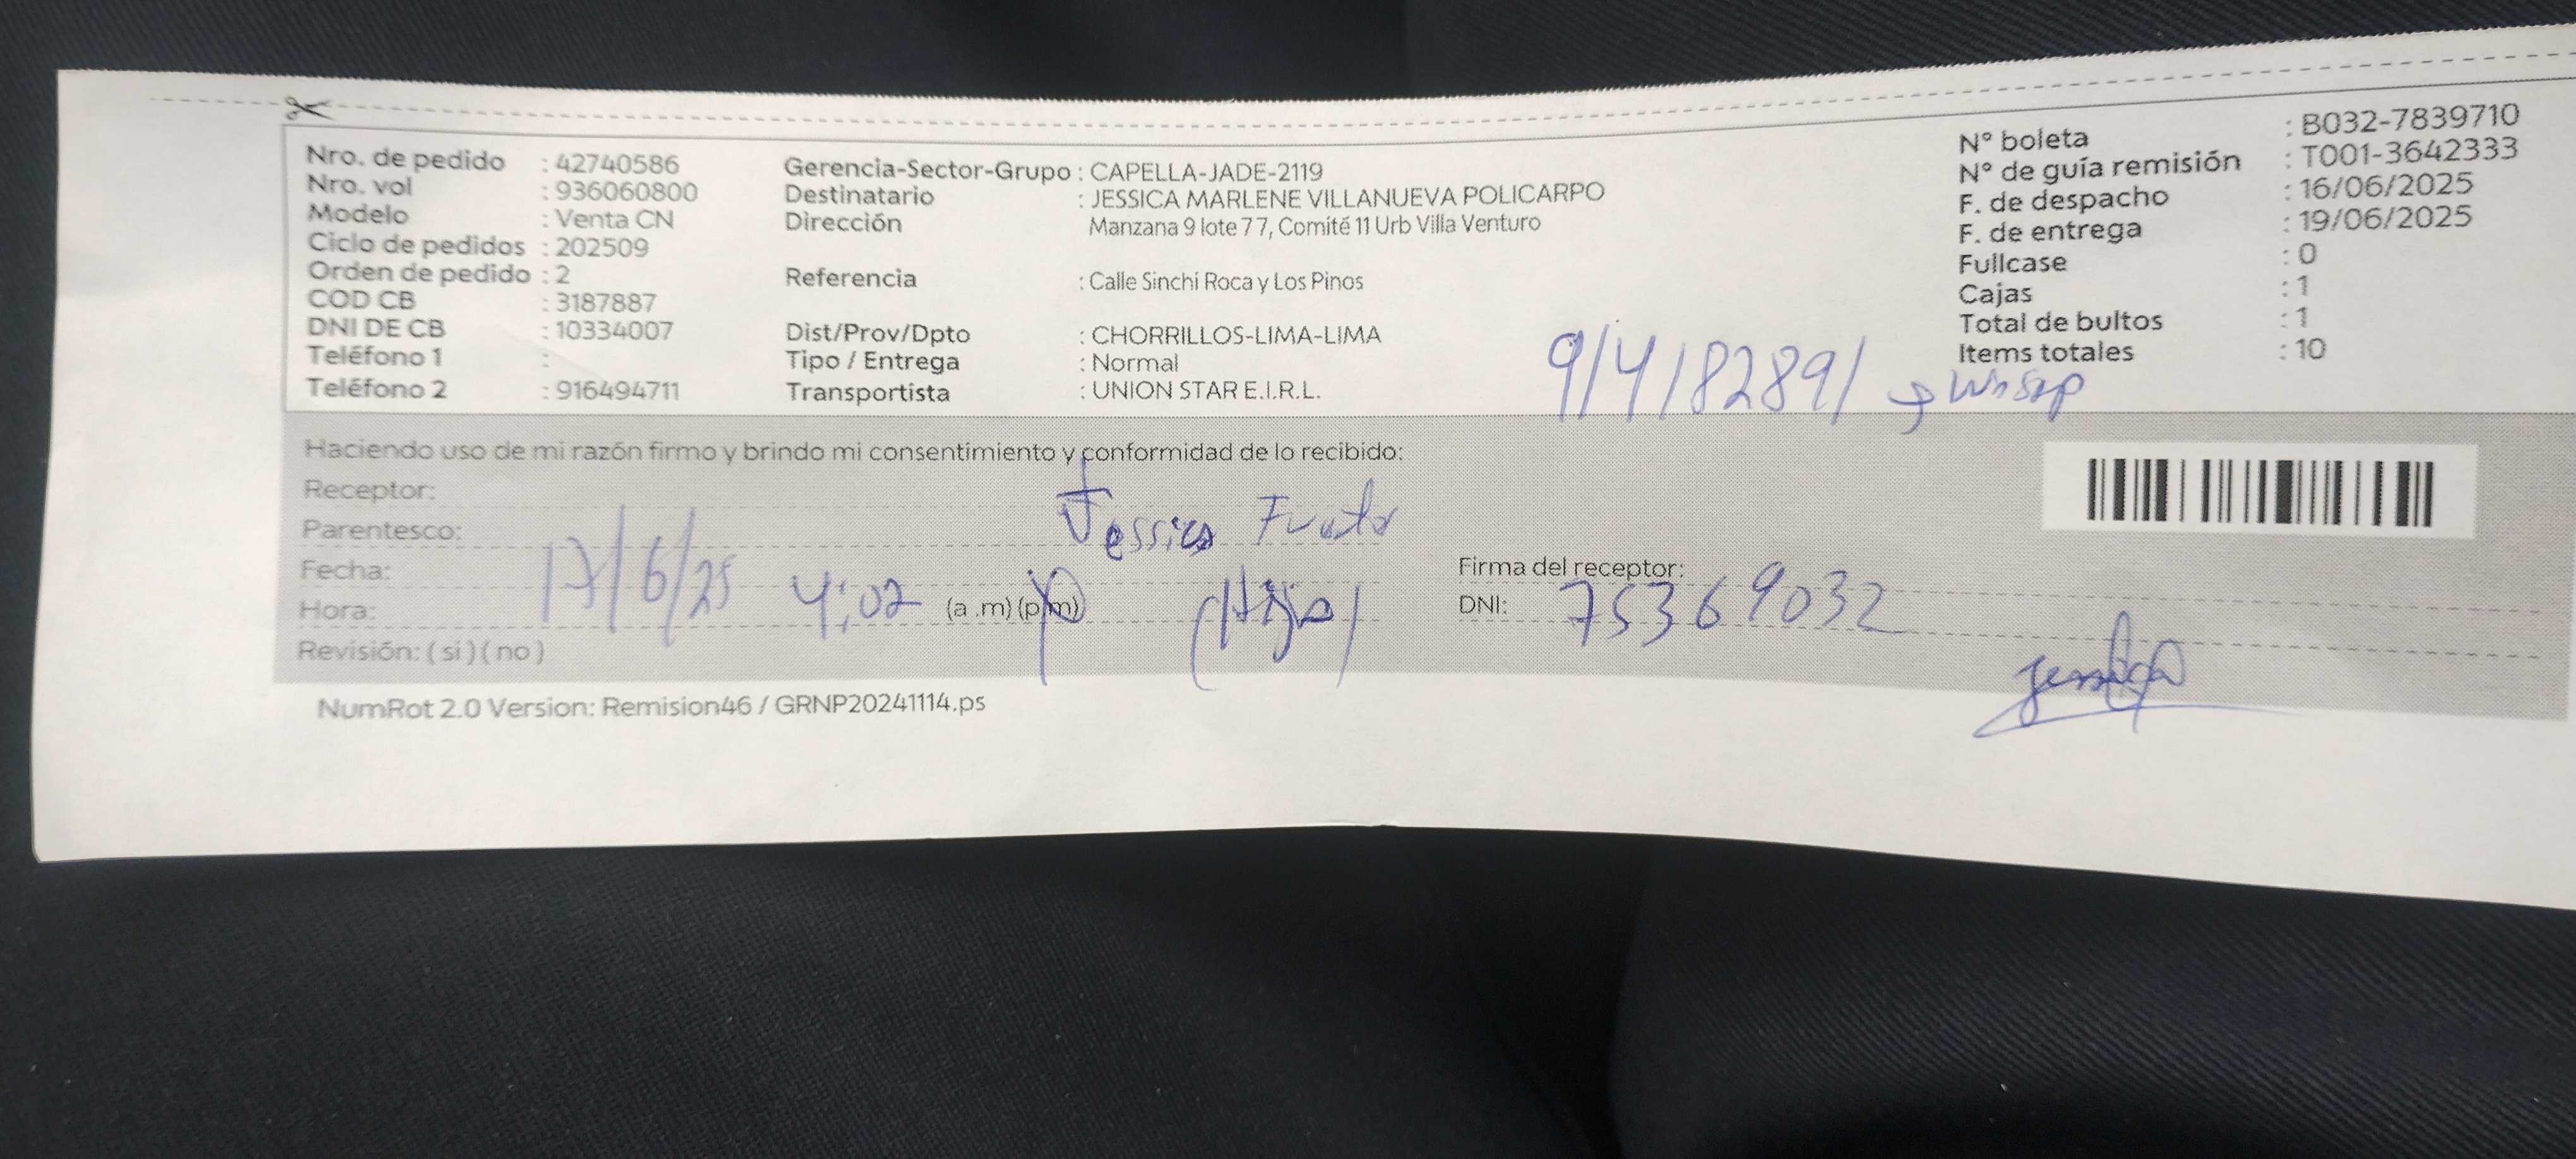 Nro. de pedido : 42740586
Nro. vol : 936060800
Modelo : Venta CN
Ciclo de pedidos : 202509
Orden de pedido : 2
COD CB : 3187887
DNI DE CB : 10334007
Teléfono 1 :
Teléfono 2 : 916494711
Gerencia-Sector-Grupo : CAPELLA-JADE-2119
Destinatario : JESSICA MARLENE VILLANUEVA POLICARPO
Dirección Manzana 9 lote 77, Comité 11 Urb Villa Venturo
Referencia : Calle Sinchi Roca y Los Pinos
Dist/Prov/Dpto : CHORRILLOS-LIMA-LIMA
Tipo / Entrega : Normal
Transportista : UNION STAR E.I.R.L.
N° boleta : B032-7839710
N° de guía remisión : T001-3642333
F. de despacho : 16/06/2025
F. de entrega : 19/06/2025
Fullcase : 0
Cajas : 1
Total de bultos : 1
Items totales : 10
914182891
Haciendo uso de mi razón firmo y brindo mi consentimiento y conformidad de lo recibido:
Receptor:
Jessica
Parentesco:
Fecha:
17/6/25 4:02
Hora: (a .m) (p.m)
(Hija)
Revisión: ( si ) ( no )
Firma del receptor:
DNI: 75369032
NumRot 2.0 Version: Remision46 / GRNP20241114.ps